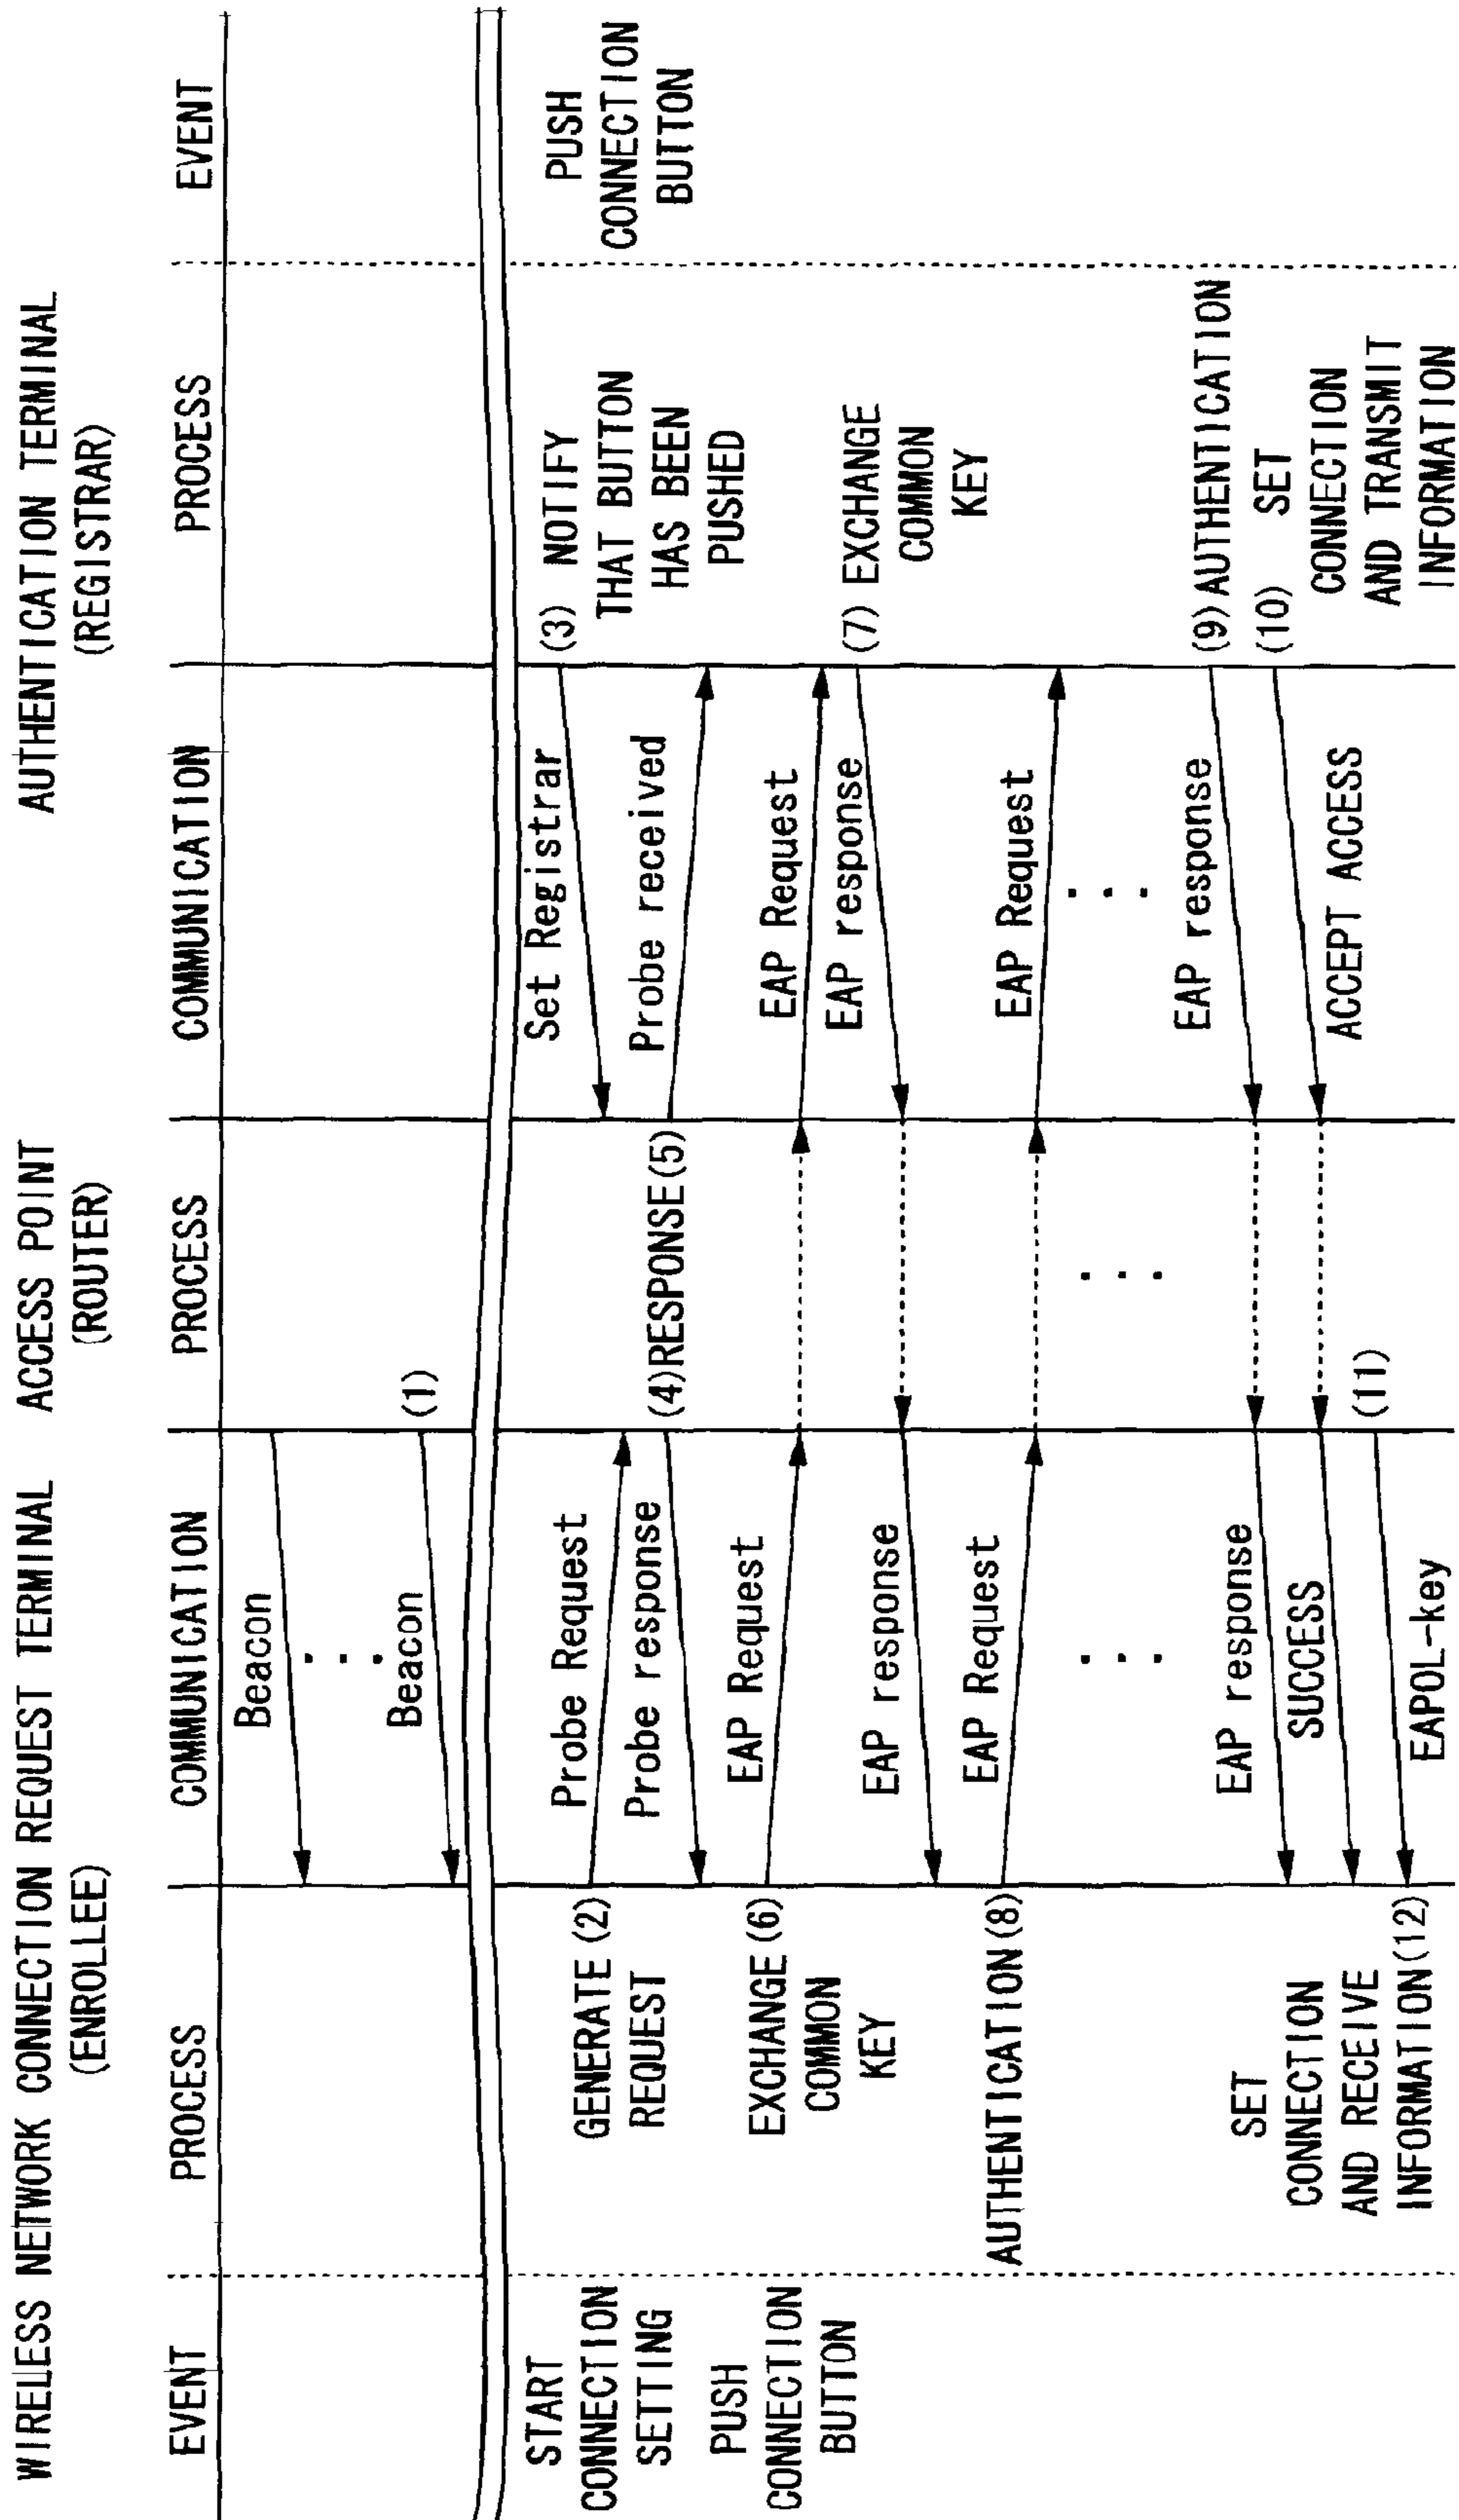 WIRELESS NETWORK CONNECTION REQUEST TERMINAL
(ENROLLEE)
ACCESS POINT
(ROUTER)
AUTHENTICATION TERMINAL
(REGISTRAR)
EVENT
PROCESS
COMMUNICATION
PROCESS
COMMUNICATION
PROCESS
EVENT
Beacon
...
Beacon
(1)
START
CONNECTION
SETTING
PUSH
CONNECTION
BUTTON
GENERATE (2)
REQUEST
EXCHANGE (6)
COMMON
KEY
AUTHENTICATION (8)
SET
CONNECTION
AND RECEIVE
INFORMATION (12)
Probe Request
Probe response
EAP Request
EAP response
EAP Request
...
EAP response
SUCCESS
EAPOL-key
(4) RESPONSE (5)
...
(11)
Set Registrar
Probe received
EAP Request
EAP response
EAP Request
...
EAP response
ACCEPT ACCESS
(3) NOTIFY
THAT BUTTON
HAS BEEN
PUSHED
(7) EXCHANGE
COMMON
KEY
(9) AUTHENTICATION
(10) SET
CONNECTION
AND TRANSMIT
INFORMATION
PUSH
CONNECTION
BUTTON